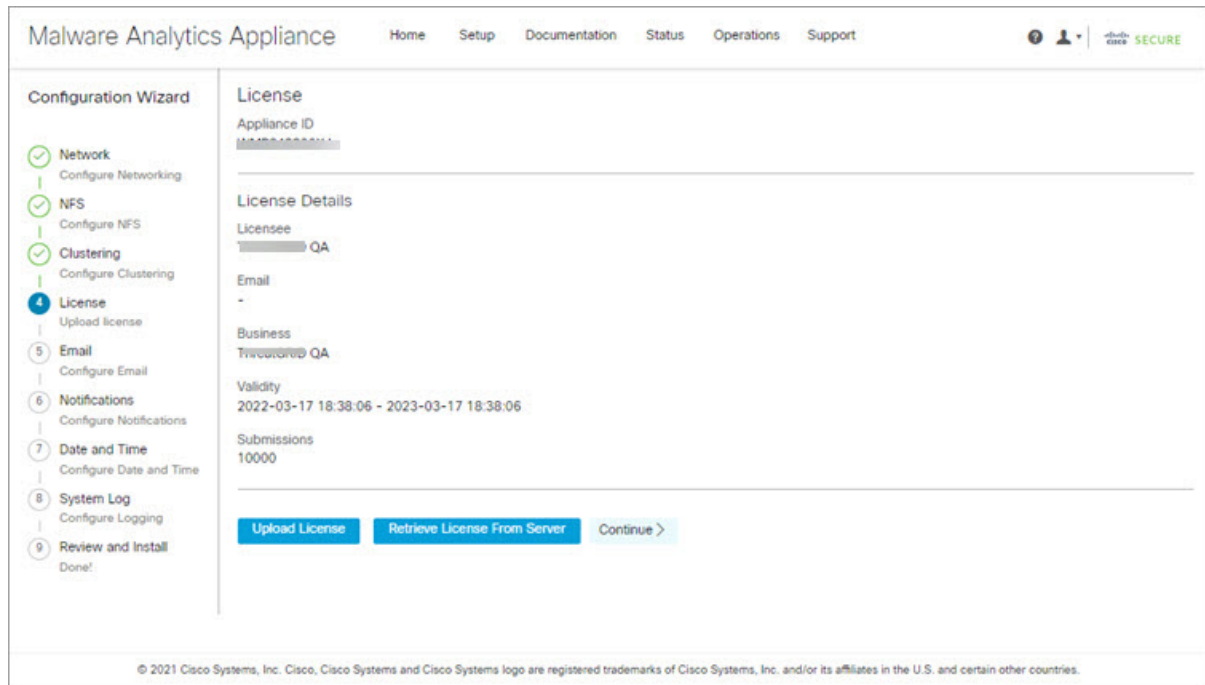 Malware Analytics Appliance Home Setup Documentation Status Operations Support CISCO SECURE
Configuration Wizard
Network
Configure Networking
NFS
Configure NFS
Clustering
Configure Clustering
4 License
Upload license
5 Email
Configure Email
6 Notifications
Configure Notifications
7 Date and Time
Configure Date and Time
8 System Log
Configure Logging
9 Review and Install
Done!
License
Appliance ID
License Details
Licensee
QA
Email
-
Business
QA
Validity
2022-03-17 18:38:06 - 2023-03-17 18:38:06
Submissions
10000
Upload License Retrieve License From Server Continue >
© 2021 Cisco Systems, Inc. Cisco, Cisco Systems and Cisco Systems logo are registered trademarks of Cisco Systems, Inc. and/or its affiliates in the U.S. and certain other countries.